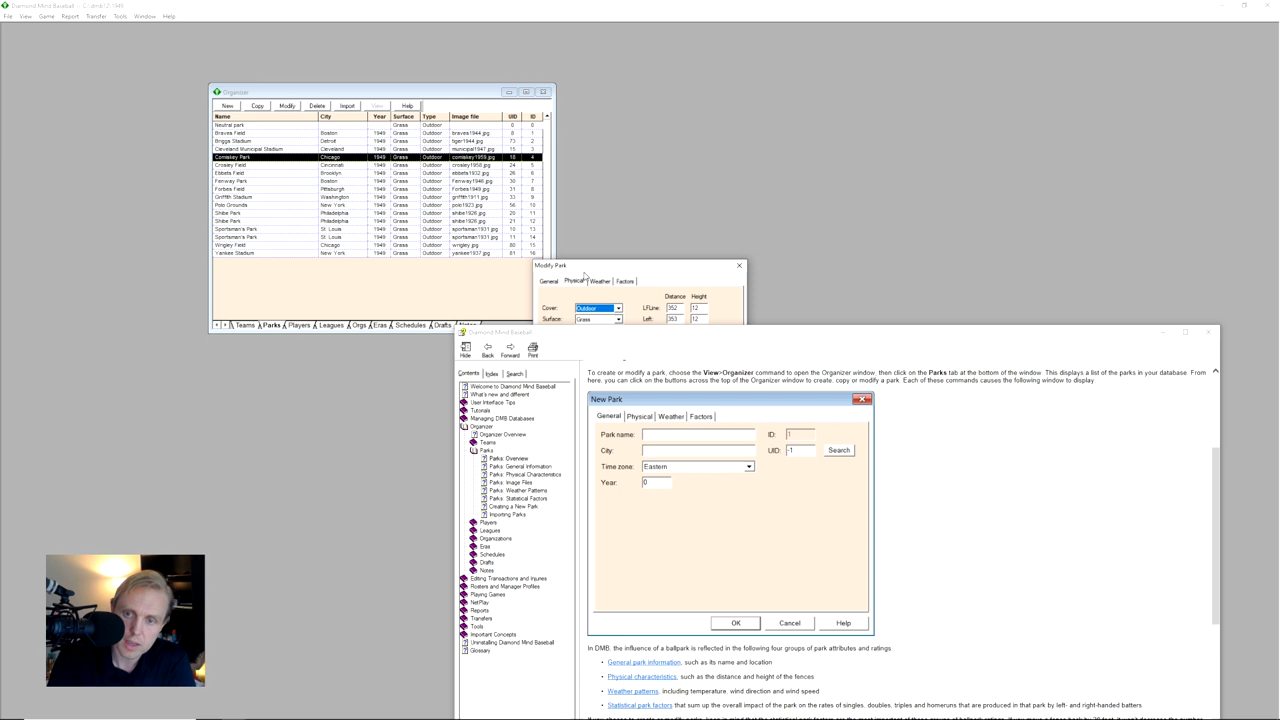 Diamond Mind Baseball -- C:\dmb12\1949
File View Game Report Transfer Tools Window Help
Organizer
New Copy Modify Delete Import View Help
Name City Year Surface Type Image file UID ID
Neutral park Grass Outdoor 0 0
Braves Field Boston 1949 Grass Outdoor braves1944.jpg 8 1
Briggs Stadium Detroit 1949 Grass Outdoor tiger1944.jpg 73 2
Cleveland Municipal Stadium Cleveland 1949 Grass Outdoor municipal1947.jpg 15 3
Comiskey Park Chicago 1949 Grass Outdoor comiskey1959.jpg 18 4
Crosley Field Cincinnati 1949 Grass Outdoor crosley1958.jpg 24 5
Ebbets Field Brooklyn 1949 Grass Outdoor ebbets1932.jpg 26 6
Fenway Park Boston 1949 Grass Outdoor Fenway1946.jpg 30 7
Forbes Field Pittsburgh 1949 Grass Outdoor Forbes1949.jpg 31 8
Griffith Stadium Washington 1949 Grass Outdoor griffith1911.jpg 33 9
Polo Grounds New York 1949 Grass Outdoor polo1923.jpg 56 10
Shibe Park Philadelphia 1949 Grass Outdoor shibe1926.jpg 20 11
Shibe Park Philadelphia 1949 Grass Outdoor shibe1926.jpg 21 12
Sportsman's Park St. Louis 1949 Grass Outdoor sportsman1931.jpg 10 13
Sportsman's Park St. Louis 1949 Grass Outdoor sportsman1931.jpg 11 14
Wrigley Field Chicago 1949 Grass Outdoor wrigley.jpg 80 15
Yankee Stadium New York 1949 Grass Outdoor yankee1937.jpg 81 16
Teams Parks Players Leagues Orgs Eras Schedules Drafts Notes
Modify Park
General Physical Weather Factors
Distance Height
Cover: Outdoor LFLine: 352 12
Surface: Grass Left: 353 12
Diamond Mind Baseball
Hide Back Forward Print
Contents Index Search
Welcome to Diamond Mind Baseball
What's new and different
User Interface Tips
Tutorials
Managing DMB Databases
Organizer
Organizer Overview
Teams
Parks
Parks: Overview
Parks: General Information
Parks: Physical Characteristics
Parks: Image Files
Parks: Weather Patterns
Parks: Statistical Factors
Creating a New Park
Importing Parks
Players
Leagues
Organizations
Eras
Schedules
Drafts
Notes
Editing Transactions and Injuries
Rosters and Manager Profiles
Playing Games
NetPlay
Reports
Transfers
Tools
Important Concepts
Uninstalling Diamond Mind Baseball
Glossary
To create or modify a park, choose the View>Organizer command to open the Organizer window, then click on the Parks tab at the bottom of the window. This displays a list of the parks in your database. From
here, you can click on the buttons across the top of the Organizer window to create, copy or modify a park. Each of these commands causes the following window to display
New Park
General Physical Weather Factors
Park name: ID: 1
City: UID: -1 Search
Time zone: Eastern
Year: 0
OK Cancel Help
In DMB, the influence of a ballpark is reflected in the following four groups of park attributes and ratings
• General park information, such as its name and location
• Physical characteristics, such as the distance and height of the fences
• Weather patterns, including temperature, wind direction and wind speed
• Statistical park factors that sum up the overall impact of the park on the rates of singles, doubles, triples and homeruns that are produced in that park by left- and right-handed batters